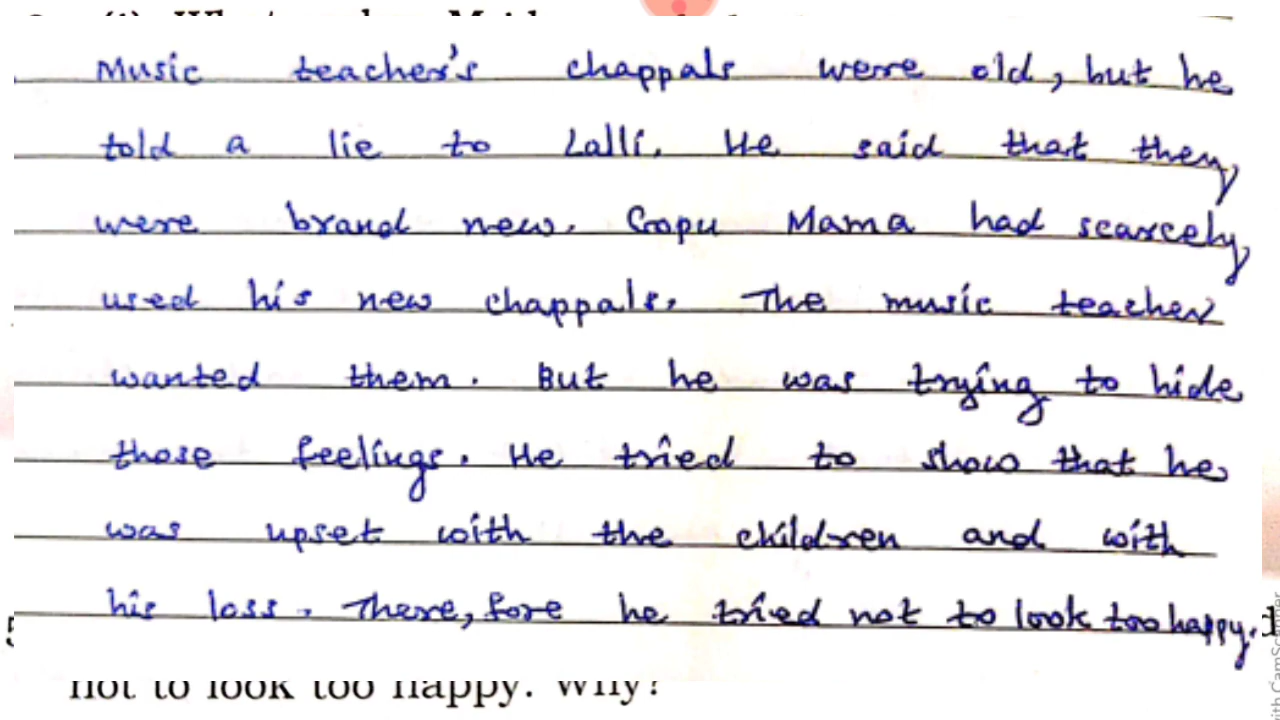 Music teacher's chappals were old, but he
told a lie to Lalli. He said that they
were brand new. Gopu Mama had scarcely
used his new chappals. The music teacher
wanted them. But he was trying to hide
those feelings. He tried to show that he
was upset with the children and with
his loss. There, fore he tried not to look too happy.
not to look too happy. Why?